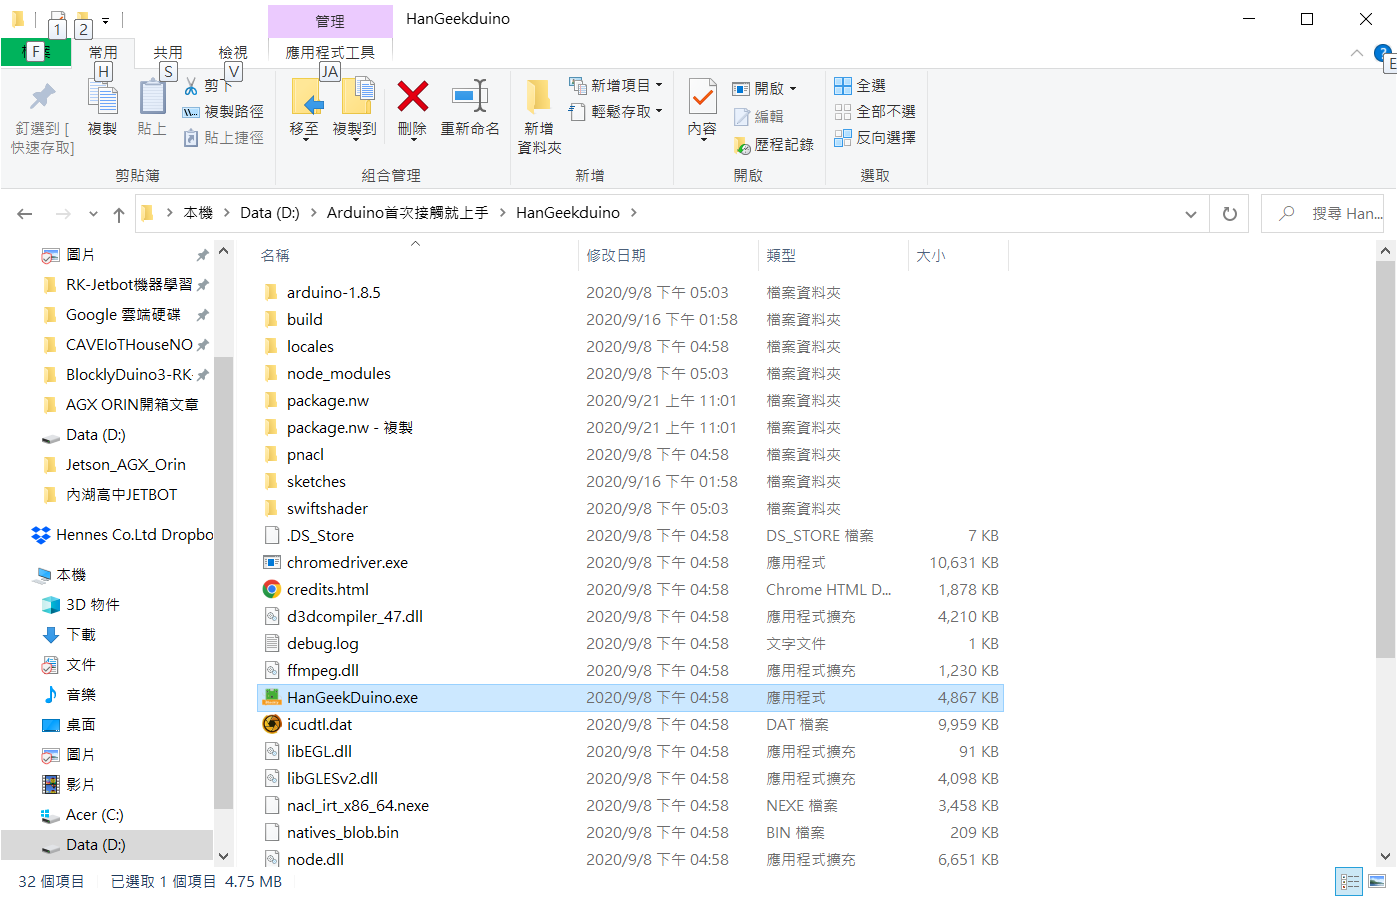 管理
HanGeekduino
1
2
F
常用
共用
檢視
應用程式工具
H
S
V
JA
E
釘選到 [
快速存取]
複製
貼上
剪下
複製路徑
貼上捷徑
剪貼簿
移至
複製到
刪除
重新命名
組合管理
新增
資料夾
新增項目
輕鬆存取
新增
內容
開啟
編輯
歷程記錄
開啟
全選
全部不選
反向選擇
選取
本機 Data (D:) Arduino首次接觸就上手 HanGeekduino
搜尋 Han...
圖片
RK-Jetbot機器學習
Google 雲端硬碟
CAVEIoTHouseNO
BlocklyDuino3-RK-
AGX ORIN開箱文章
Data (D:)
Jetson_AGX_Orin
內湖高中JETBOT
Hennes Co.Ltd Dropbo
本機
3D 物件
下載
文件
音樂
桌面
圖片
影片
Acer (C:)
Data (D:)
名稱 修改日期 類型 大小
arduino-1.8.5 2020/9/8 下午 05:03 檔案資料夾
build 2020/9/16 下午 01:58 檔案資料夾
locales 2020/9/8 下午 04:58 檔案資料夾
node_modules 2020/9/8 下午 05:03 檔案資料夾
package.nw 2020/9/21 上午 11:01 檔案資料夾
package.nw - 複製 2020/9/21 上午 11:01 檔案資料夾
pnacl 2020/9/8 下午 04:58 檔案資料夾
sketches 2020/9/16 下午 01:58 檔案資料夾
swiftshader 2020/9/8 下午 05:03 檔案資料夾
.DS_Store 2020/9/8 下午 04:58 DS_STORE 檔案 7 KB
chromedriver.exe 2020/9/8 下午 04:58 應用程式 10,631 KB
credits.html 2020/9/8 下午 04:58 Chrome HTML D... 1,878 KB
d3dcompiler_47.dll 2020/9/8 下午 04:58 應用程式擴充 4,210 KB
debug.log 2020/9/8 下午 04:58 文字文件 1 KB
ffmpeg.dll 2020/9/8 下午 04:58 應用程式擴充 1,230 KB
HanGeekDuino.exe 2020/9/8 下午 04:58 應用程式 4,867 KB
icudtl.dat 2020/9/8 下午 04:58 DAT 檔案 9,959 KB
libEGL.dll 2020/9/8 下午 04:58 應用程式擴充 91 KB
libGLESv2.dll 2020/9/8 下午 04:58 應用程式擴充 4,098 KB
nacl_irt_x86_64.nexe 2020/9/8 下午 04:58 NEXE 檔案 3,458 KB
natives_blob.bin 2020/9/8 下午 04:58 BIN 檔案 209 KB
node.dll 2020/9/8 下午 04:58 應用程式擴充 6,651 KB
32 個項目 已選取 1 個項目 4.75 MB